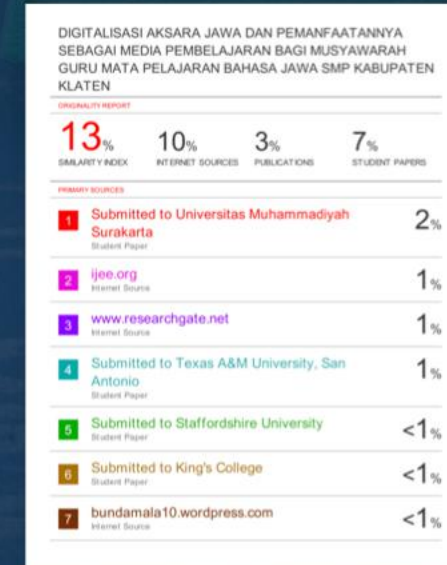 DIGITALISASI AKSARA JAWA DAN PEMANFAATANNYA
SEBAGAI MEDIA PEMBELAJARAN BAGI MUSYAWARAH
GURU MATA PELAJARAN BAHASA JAWA SMP KABUPATEN
KLATEN
ORIGINALITY REPORT
13% 10% 3% 7%
SIMILARITY INDEX INTERNET SOURCES PUBLICATIONS STUDENT PAPERS
PRIMARY SOURCES
1 Submitted to Universitas Muhammadiyah 2%
Surakarta
Student Paper
2 ijee.org 1%
Internet Source
3 www.researchgate.net 1%
Internet Source
4 Submitted to Texas A&M University, San 1%
Antonio
Student Paper
5 Submitted to Staffordshire University <1%
Student Paper
6 Submitted to King's College <1%
Student Paper
7 bundamala10.wordpress.com <1%
Internet Source